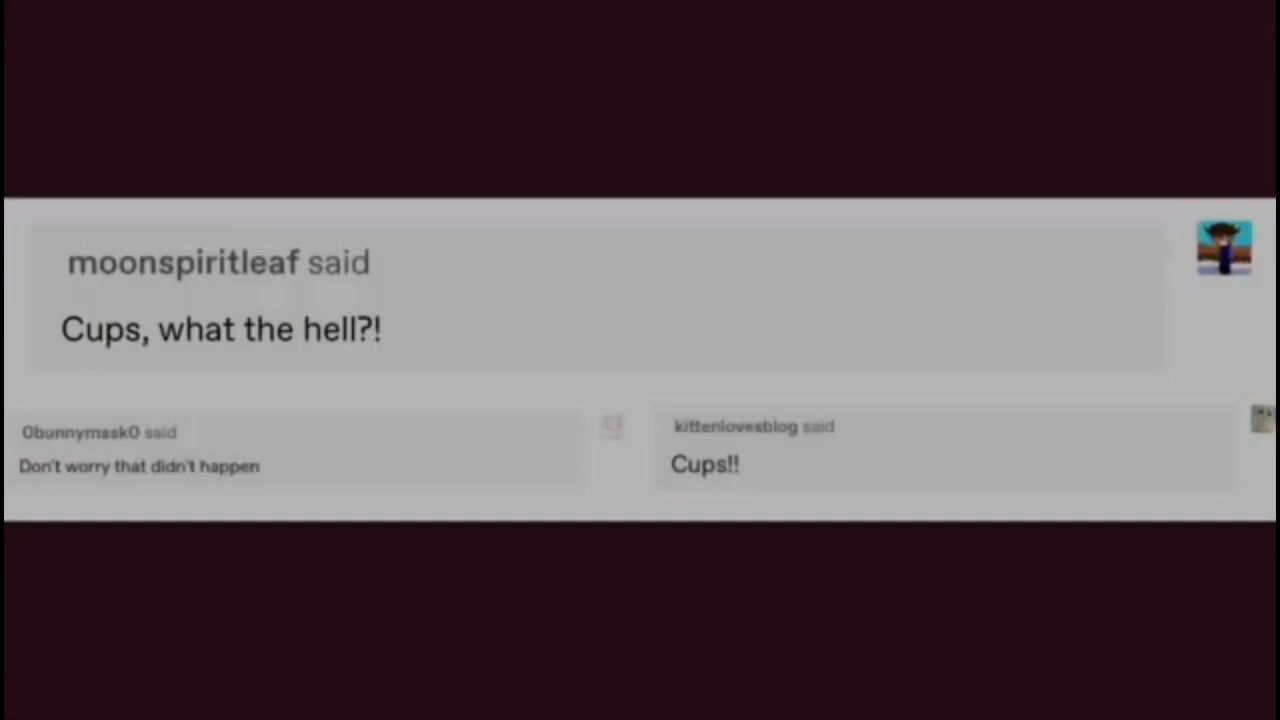 moonspiritleaf said
Cups, what the hell?!
0bunnymask0 said
Don't worry that didn't happen
kittenlovesblog said
Cups!!